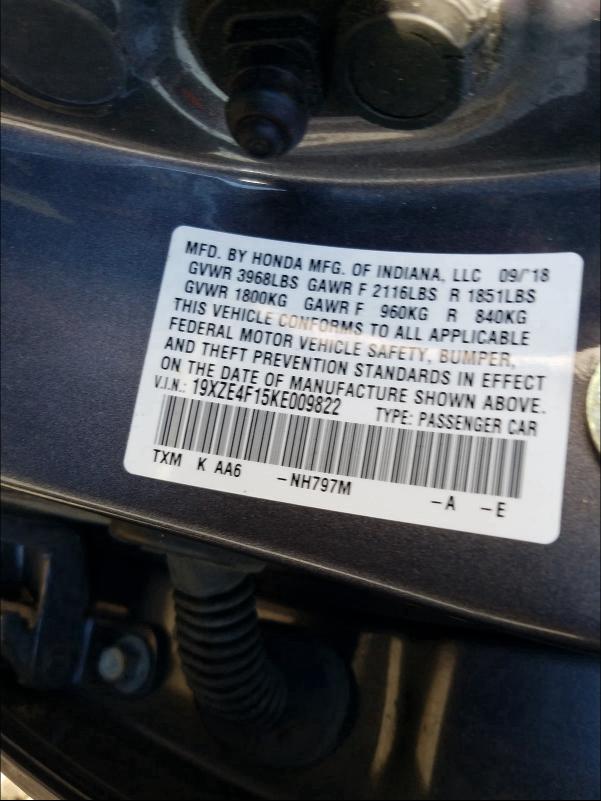 MFD. BY HONDA MFG. OF INDIANA, LLC 09/'18
GVWR 3968LBS GAWR F 2116LBS R 1851LBS
GVWR 1800KG GAWR F 960KG R 840KG
THIS VEHICLE CONFORMS TO ALL APPLICABLE
FEDERAL MOTOR VEHICLE SAFETY, BUMPER,
AND THEFT PREVENTION STANDARDS IN EFFECT
ON THE DATE OF MANUFACTURE SHOWN ABOVE.
V.I.N.: 19XZE4F15KE009822 TYPE: PASSENGER CAR
TXM K AA6 -NH797M -A -E